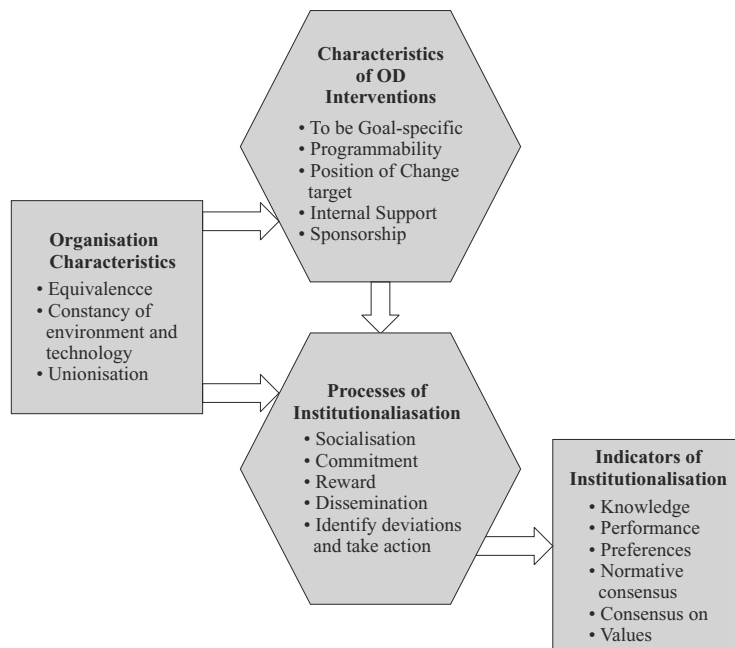 Characteristics
of OD
Interventions
• To be Goal-specific
• Programmability
• Position of Change
target
• Internal Support
• Sponsorship
Organisation
Characteristics
• Equivalencce
• Constancy of
environment and
technology
• Unionisation
Processes of
Institutionaliasation
• Socialisation
• Commitment
• Reward
• Dissemination
• Identify deviations
and take action
Indicators of
Institutionalisation
• Knowledge
• Performance
• Preferences
• Normative
consensus
• Consensus on
• Values